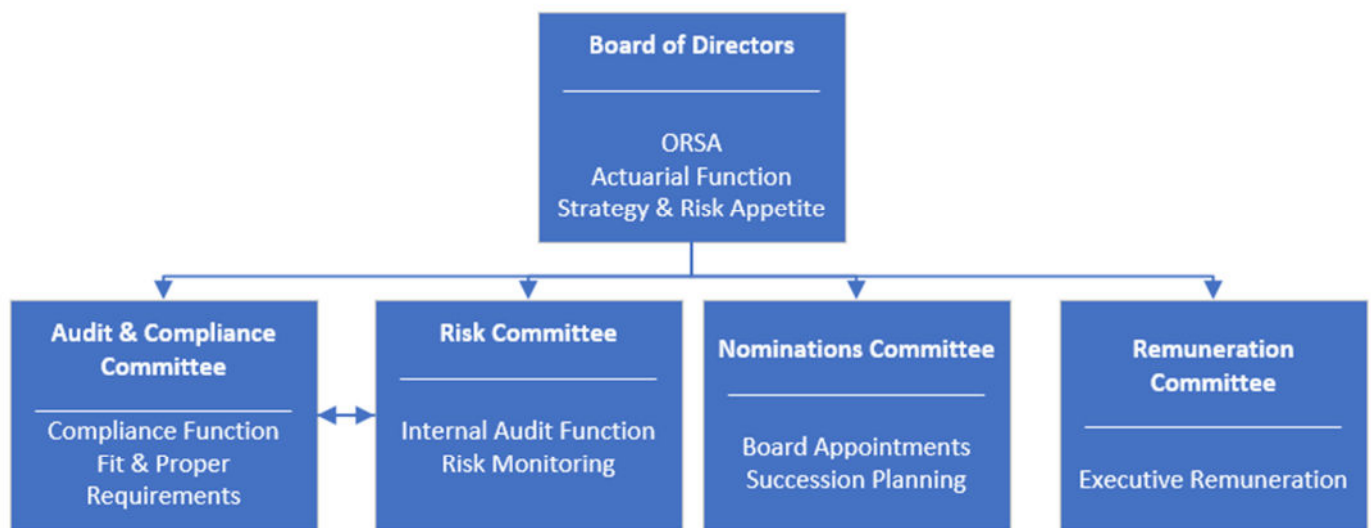 Board of Directors
ORSA
Actuarial Function
Strategy & Risk Appetite
Audit & Compliance
Committee
Compliance Function
Fit & Proper
Requirements
Risk Committee
Internal Audit Function
Risk Monitoring
Nominations Committee
Board Appointments
Succession Planning
Remuneration
Committee
Executive Remuneration